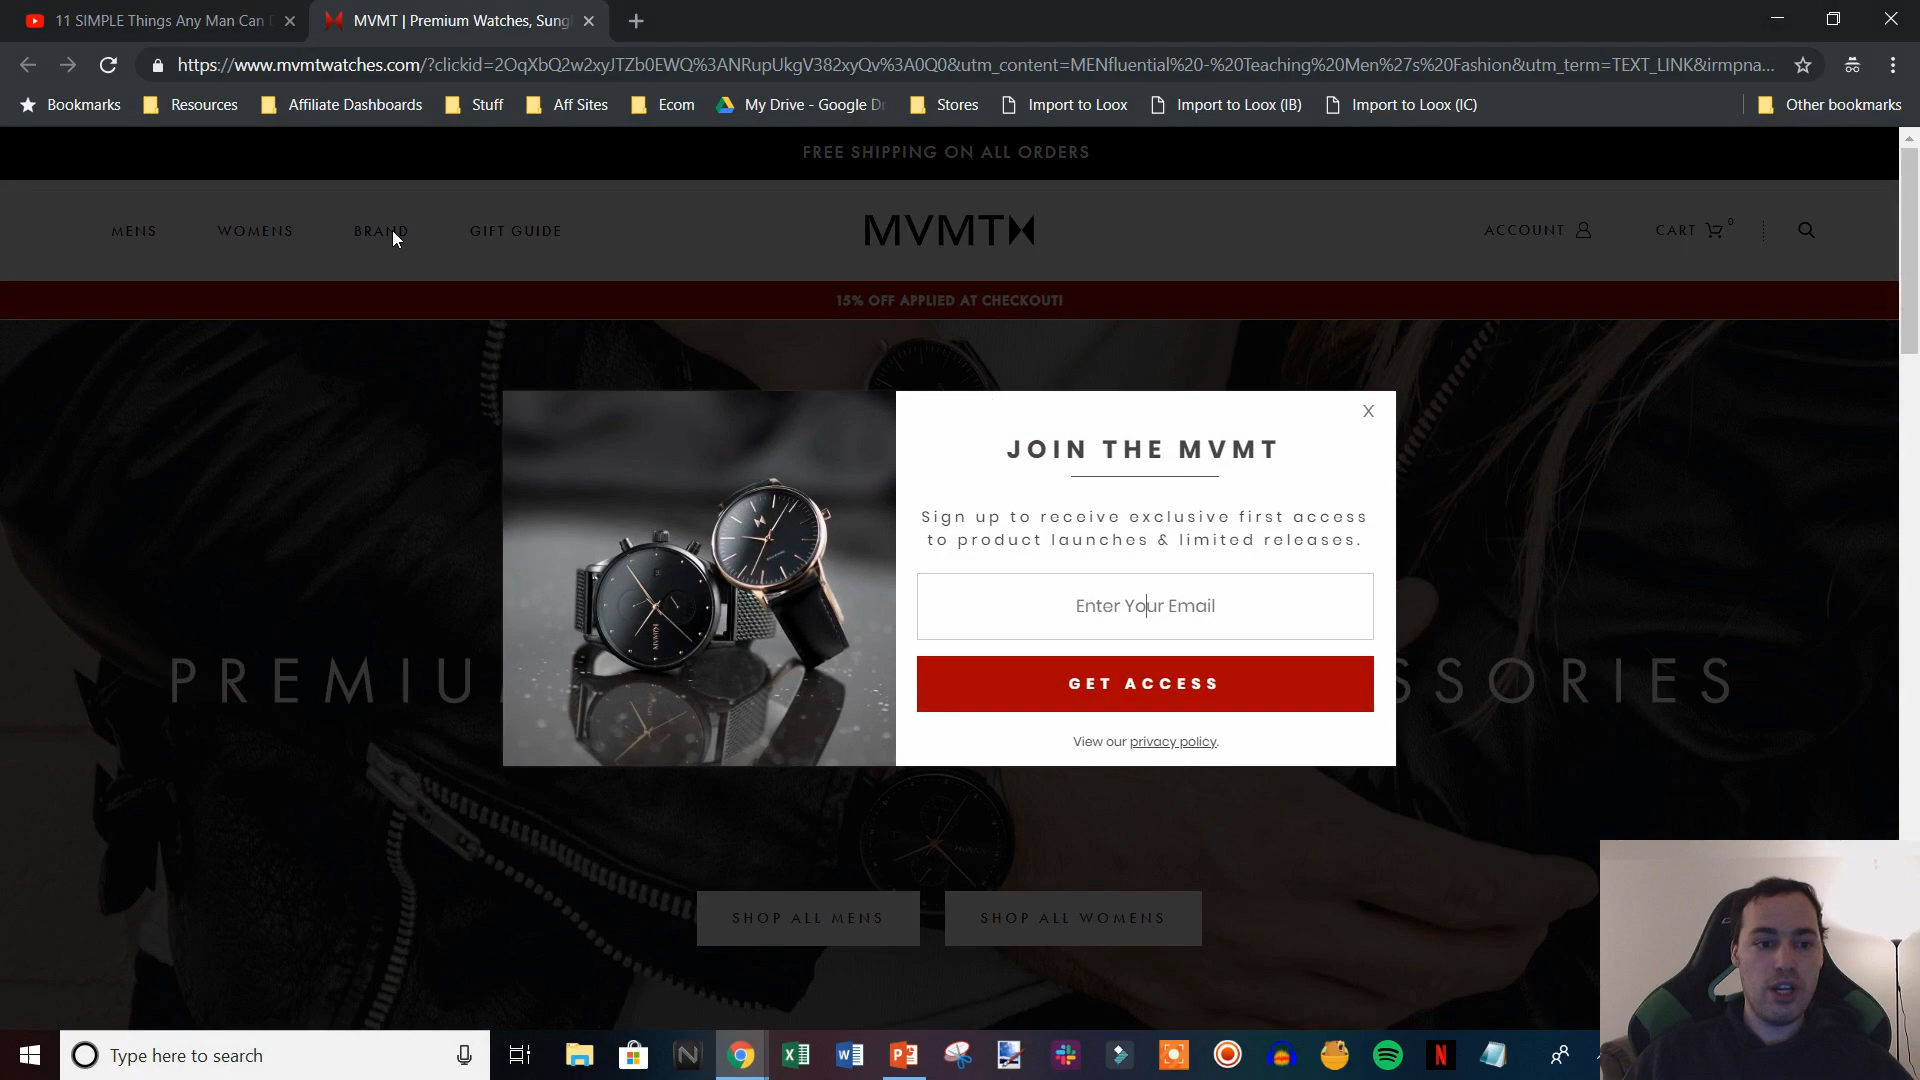 11 SIMPLE Things Any Man Can
MVMT | Premium Watches, Sung
https://www.mvmtwatches.com/?clickid=2OqXbQ2w2xyJTZb0EWQ%3ANRupUkgV382xyQv%3A0Q0&utm_content=MENfluential%20-%20Teaching%20Men%27s%20Fashion&utm_term=TEXT_LINK&irmpna...
Bookmarks Resources Affiliate Dashboards Stuff Aff Sites Ecom My Drive - Google Dr Stores Import to Loox Import to Loox (IB) Import to Loox (IC) Other bookmarks
FREE SHIPPING ON ALL ORDERS
MENS WOMENS BRAND GIFT GUIDE MVMT ACCOUNT CART 0
15% OFF APPLIED AT CHECKOUT!
X
JOIN THE MVMT
Sign up to receive exclusive first access
to product launches & limited releases.
Enter Your Email
GET ACCESS
View our privacy policy.
PREMIU SSORIES
SHOP ALL MENS SHOP ALL WOMENS
Type here to search